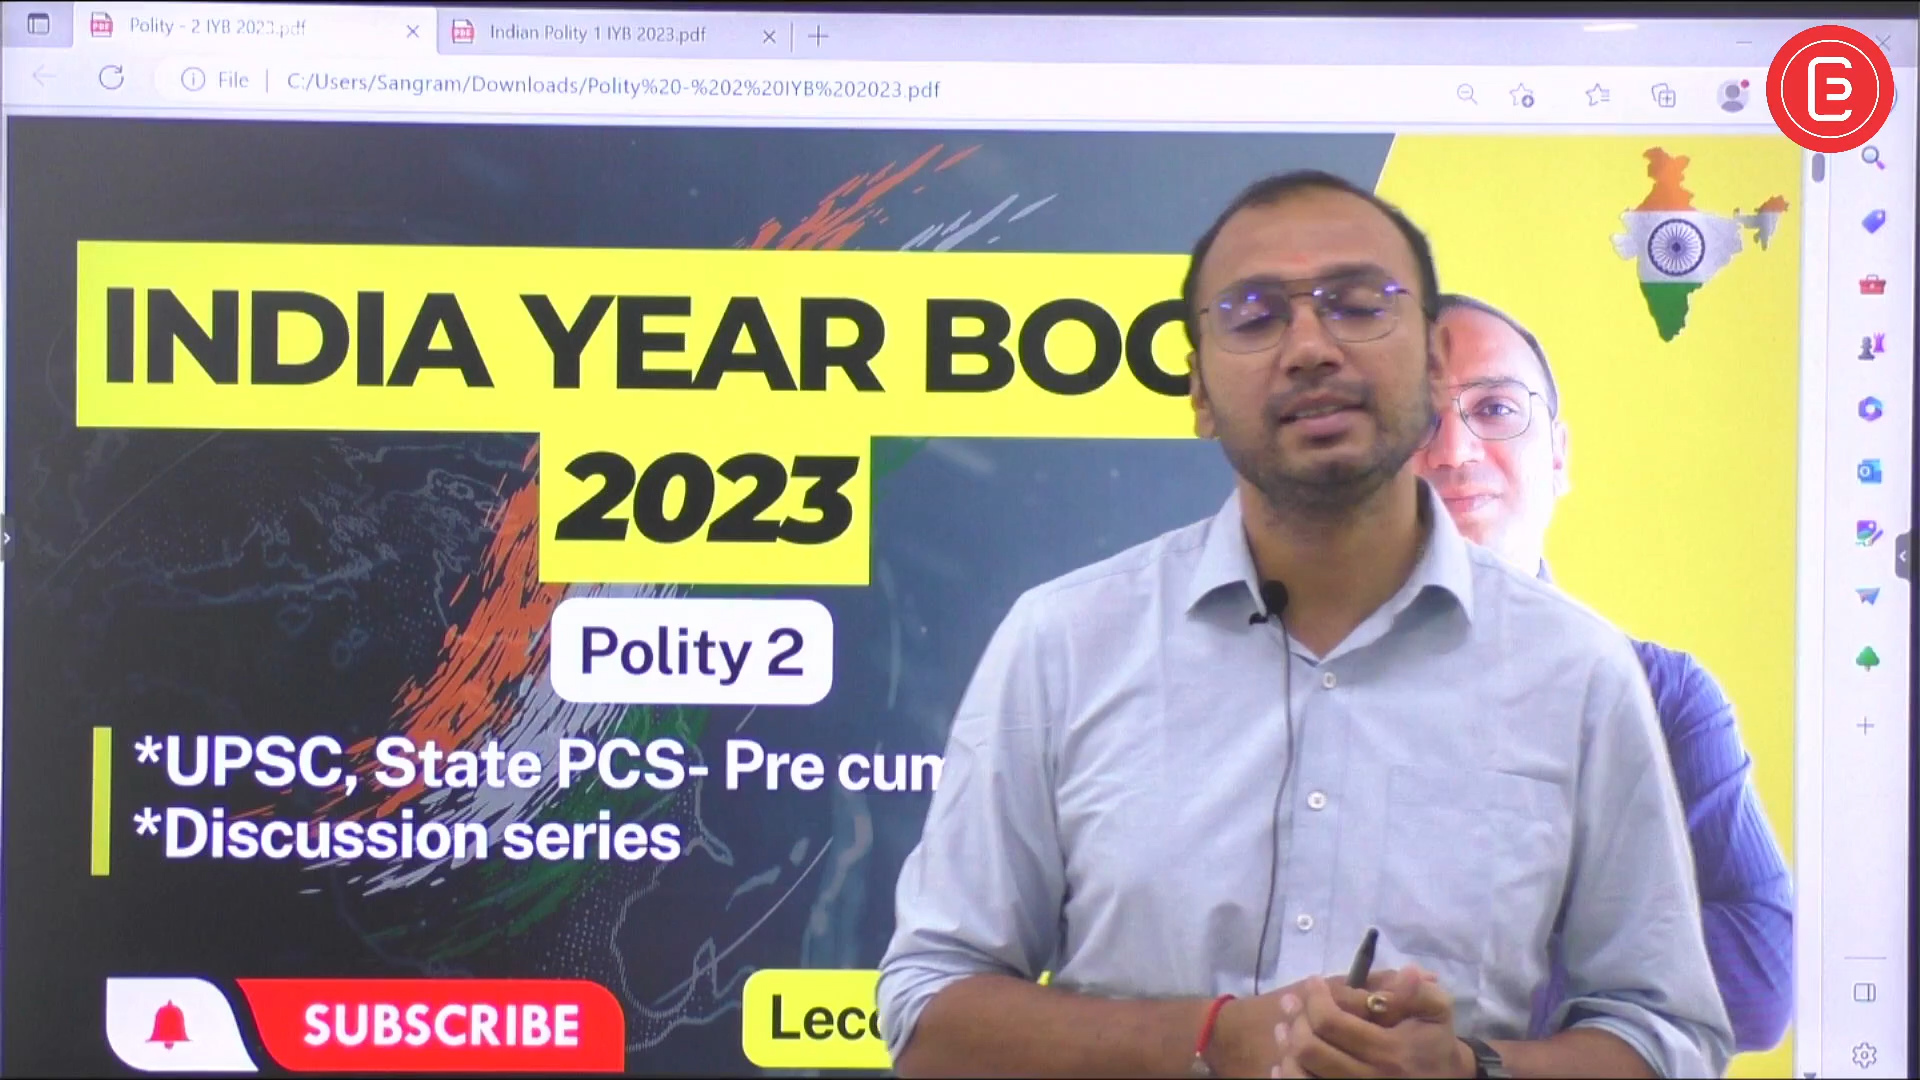 Polity - 2 IYB 2023.pdf
Indian Polity 1 IYB 2023.pdf
File
C:/Users/Sangram/Downloads/Polity%20-%202%20IYB%202023.pdf
INDIA YEAR BOO
2023
Polity 2
*UPSC, State PCS- Pre cum
*Discussion series
SUBSCRIBE